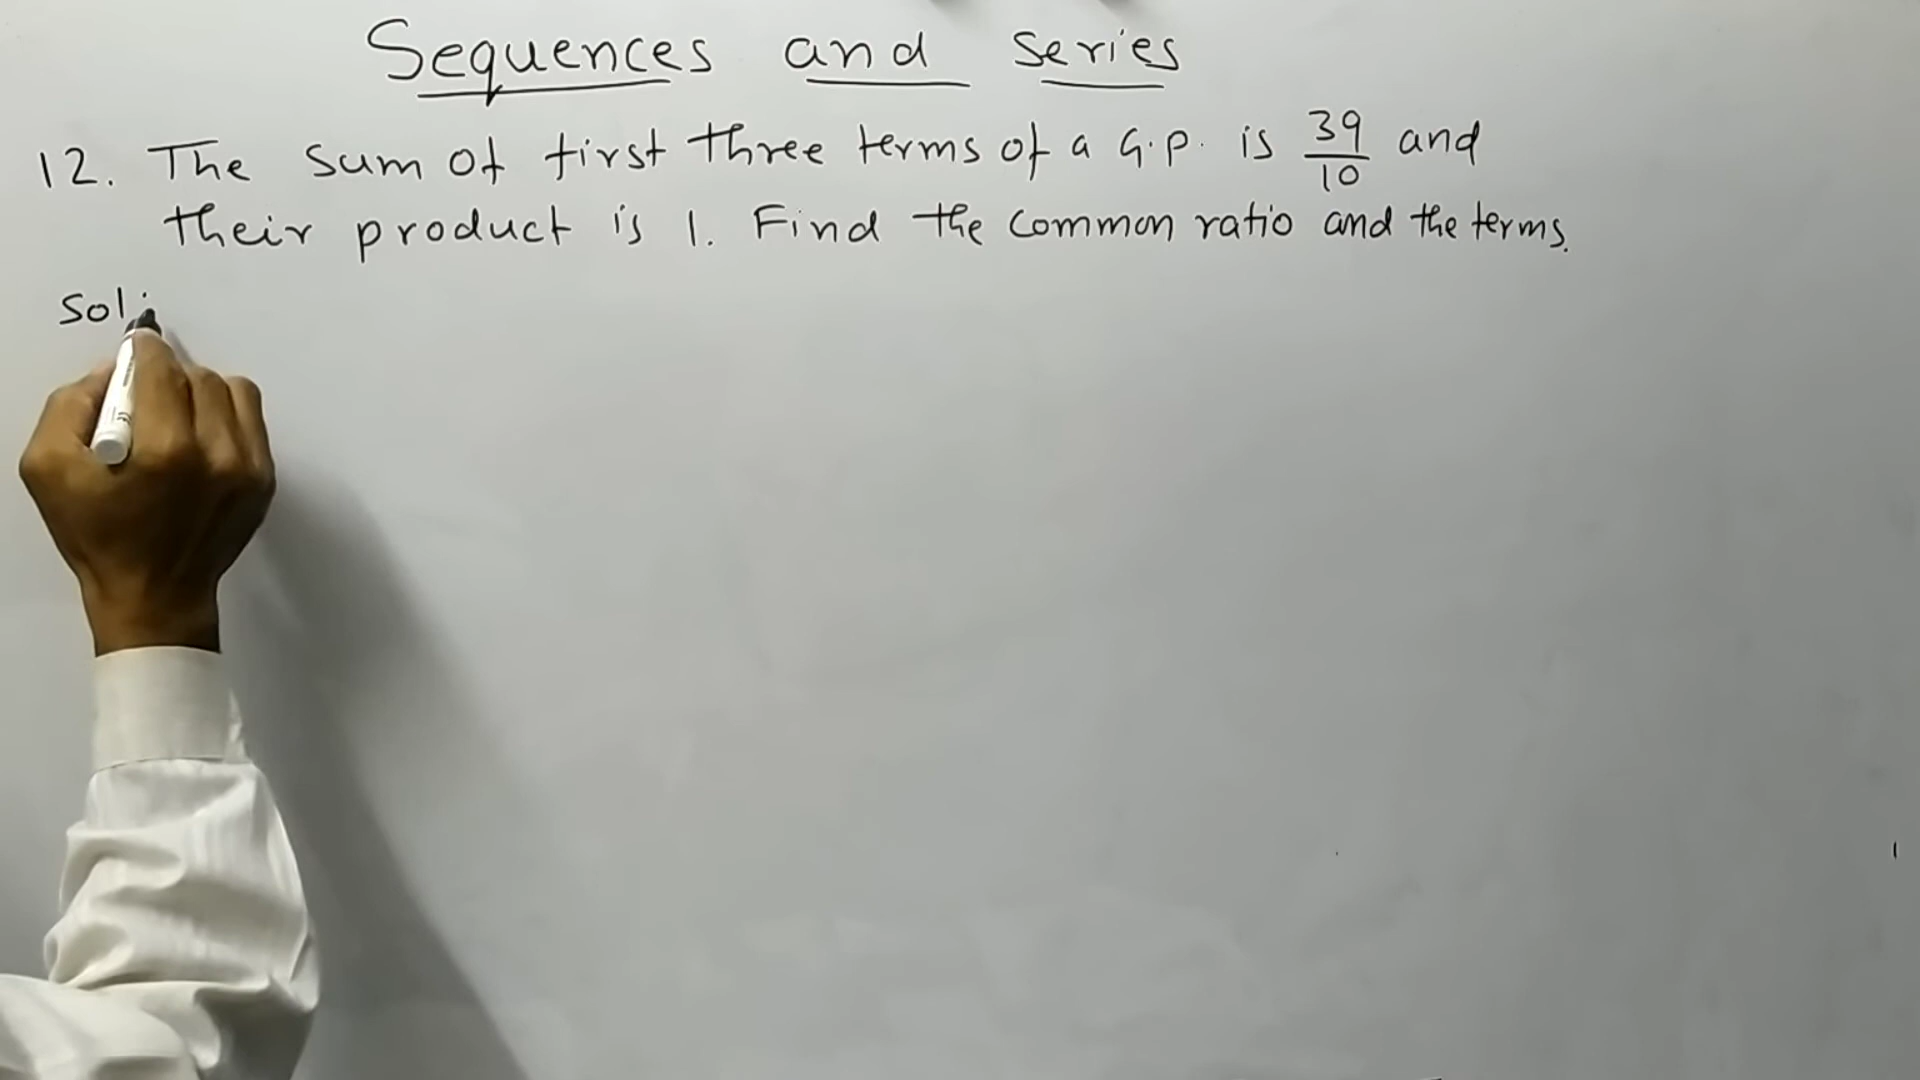 Sequences and series
12. The sum of first three terms of a G.P. is 39/10 and
their product is 1. Find the common ratio and the terms.
Sol: